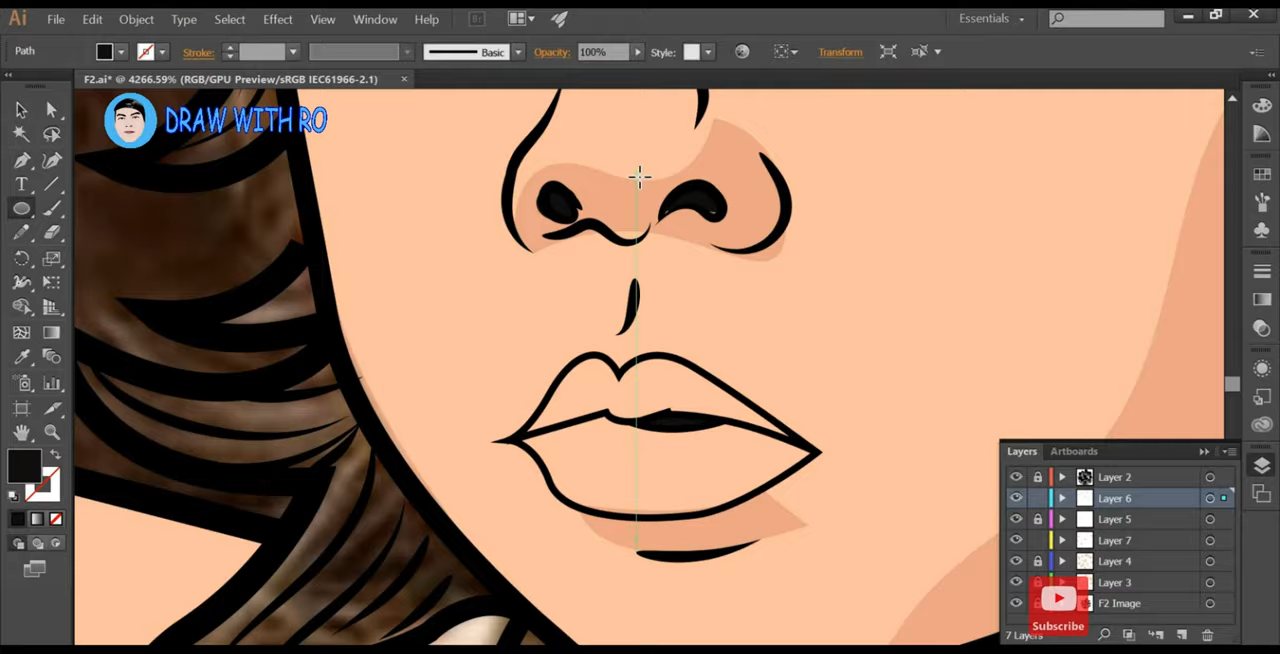 Ai File Edit Object Type Select Effect View Window Help Br Essentials
Path Stroke: Basic Opacity: 100% Style: Transform
F2.ai* @ 4266.59% (RGB/GPU Preview/sRGB IEC61966-2.1) ×
DRAW WITH RO
Layers Artboards
Layer 2
Layer 6
Layer 5
Layer 7
Layer 4
Layer 3
F2 Image
Subscribe
7 Layers